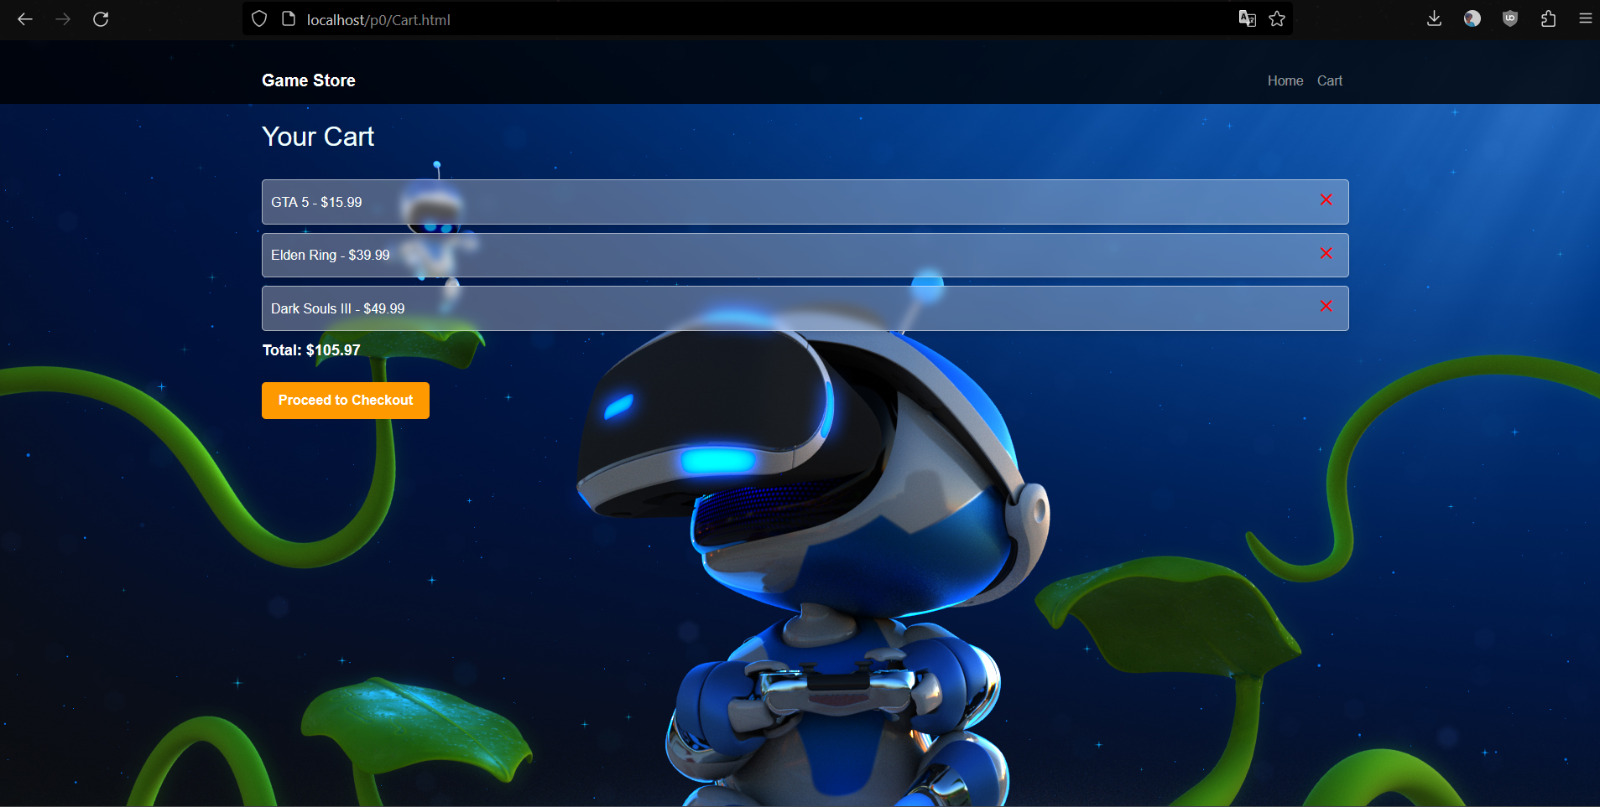 localhost/p0/Cart.html
Game Store
Home Cart
Your Cart
GTA 5 - $15.99
Elden Ring - $39.99
Dark Souls III - $49.99
Total: $105.97
Proceed to Checkout